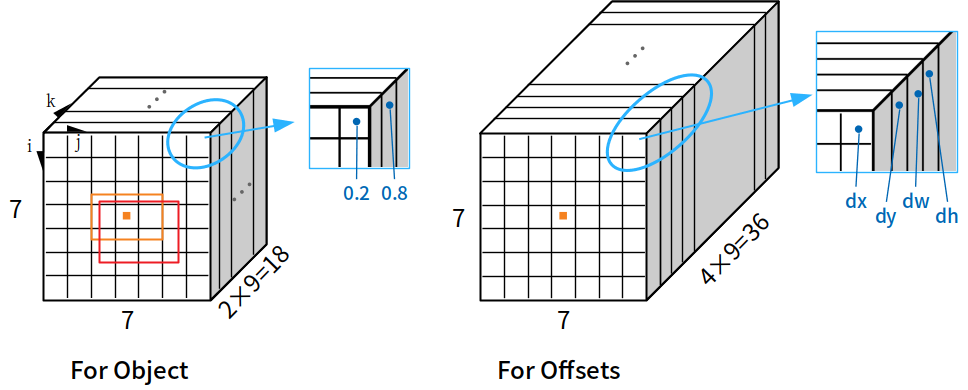 k
i
j
7
7
2×9=18
0.2 0.8
For Object
7
7
4×9=36
dx
dy
dw
dh
For Offsets